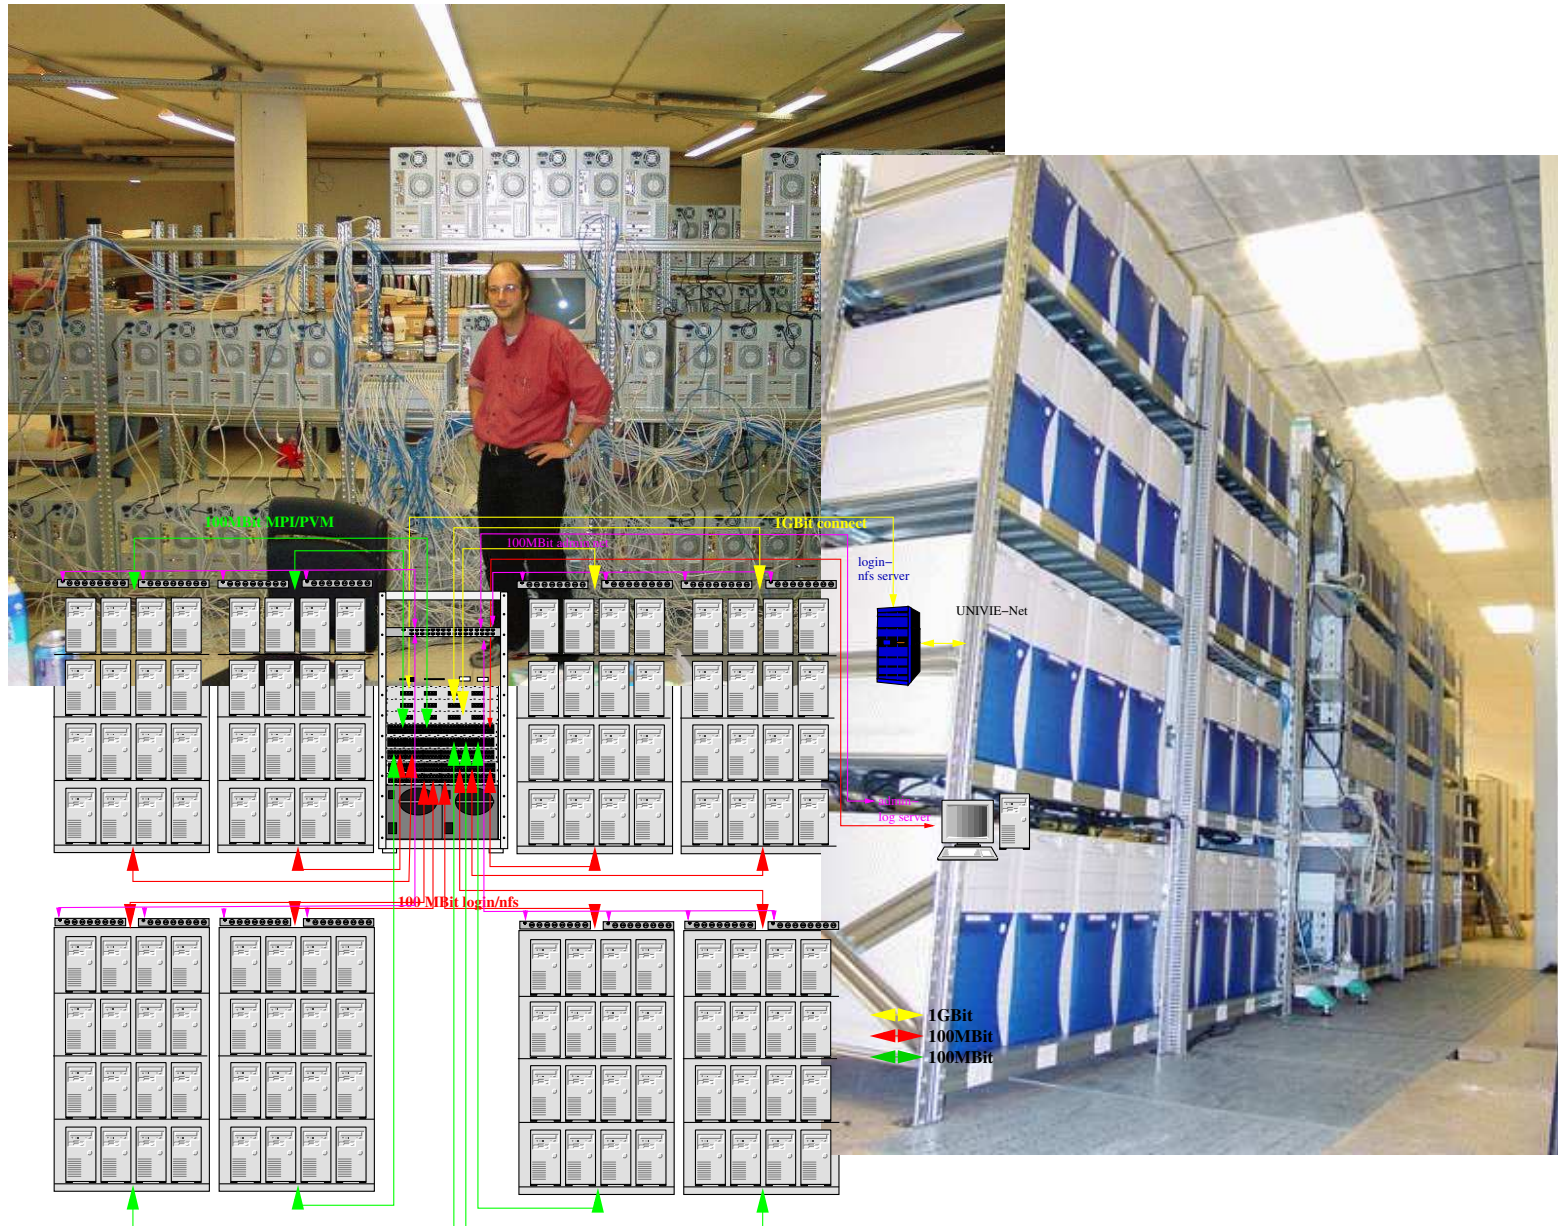 100MBit MPI/PVM
1GBit connect
100MBit
login–
nfs server
UNIVIE–Net
admin
log server
100 MBit login/nfs
1GBit
100MBit
100MBit